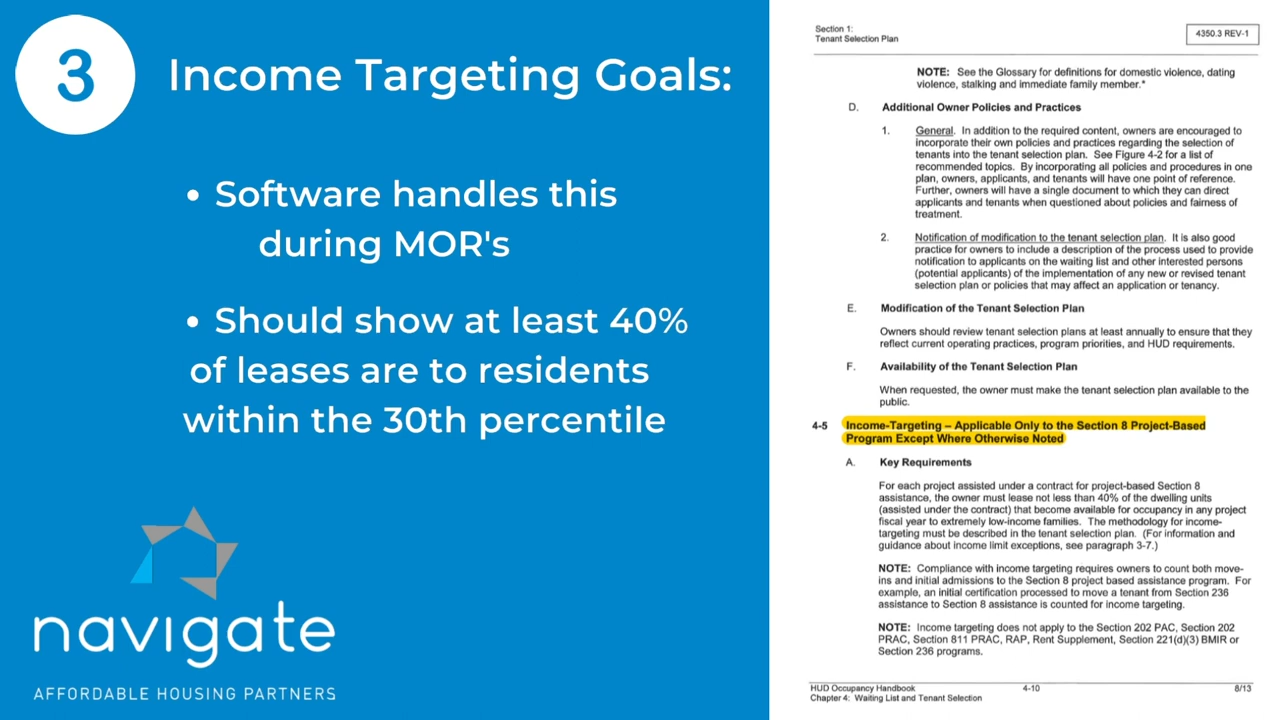 3
Income Targeting Goals:
• Software handles this
during MOR's
• Should show at least 40%
of leases are to residents
within the 30th percentile
navigate
AFFORDABLE HOUSING PARTNERS
Section 1:
Tenant Selection Plan
4350.3 REV-1
NOTE: See the Glossary for definitions for domestic violence, dating
violence, stalking and immediate family member.*
D. Additional Owner Policies and Practices
1. General. In addition to the required content, owners are encouraged to
incorporate their own policies and practices regarding the selection of
tenants into the tenant selection plan. See Figure 4-2 for a list of
recommended topics. By incorporating all policies and procedures in one
plan, owners, applicants, and tenants will have one point of reference.
Further, owners will have a single document to which they can direct
applicants and tenants when questioned about policies and fairness of
treatment.
2. Notification of modification to the tenant selection plan. It is also good
practice for owners to include a description of the process used to provide
notification to applicants on the waiting list and other interested persons
(potential applicants) of the implementation of any new or revised tenant
selection plan or policies that may affect an application or tenancy.
E. Modification of the Tenant Selection Plan
Owners should review tenant selection plans at least annually to ensure that they
reflect current operating practices, program priorities, and HUD requirements.
F. Availability of the Tenant Selection Plan
When requested, the owner must make the tenant selection plan available to the
public.
4-5 Income-Targeting – Applicable Only to the Section 8 Project-Based
Program Except Where Otherwise Noted
A. Key Requirements
For each project assisted under a contract for project-based Section 8
assistance, the owner must lease not less than 40% of the dwelling units
(assisted under the contract) that become available for occupancy in any project
fiscal year to extremely low-income families. The methodology for income-
targeting must be described in the tenant selection plan. (For information and
guidance about income limit exceptions, see paragraph 3-7.)
NOTE: Compliance with income targeting requires owners to count both move-
ins and initial admissions to the Section 8 project based assistance program. For
example, an initial certification processed to move a tenant from Section 236
assistance to Section 8 assistance is counted for income targeting.
NOTE: Income targeting does not apply to the Section 202 PAC, Section 202
PRAC, Section 811 PRAC, RAP, Rent Supplement, Section 221(d)(3) BMIR or
Section 236 programs.
HUD Occupancy Handbook 4-10 8/13
Chapter 4: Waiting List and Tenant Selection